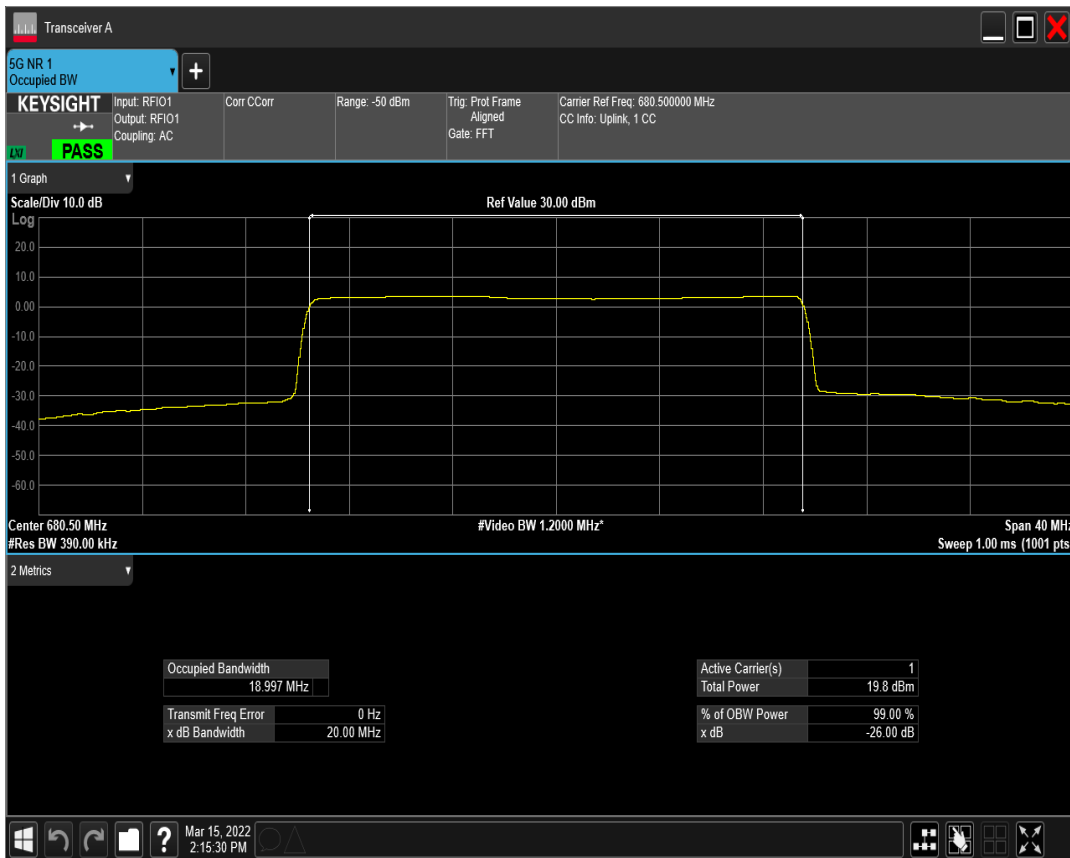 Transceiver A
5G NR 1
Occupied BW
KEYSIGHT
LXI
PASS
Input: RFIO1
Output: RFIO1
Coupling: AC
Corr CCorr
Range: -50 dBm
Trig: Prot Frame
Aligned
Gate: FFT
Carrier Ref Freq: 680.500000 MHz
CC Info: Uplink, 1 CC
1 Graph
Scale/Div 10.0 dB
Ref Value 30.00 dBm
Log
20.0
10.0
0.00
-10.0
-20.0
-30.0
-40.0
-50.0
-60.0
Center 680.50 MHz
#Video BW 1.2000 MHz*
Span 40 MHz
#Res BW 390.00 kHz
Sweep 1.00 ms (1001 pts
2 Metrics
Occupied Bandwidth
18.997 MHz
Transmit Freq Error 0 Hz
x dB Bandwidth 20.00 MHz
Active Carrier(s) 1
Total Power 19.8 dBm
% of OBW Power 99.00 %
x dB -26.00 dB
?
Mar 15, 2022
2:15:30 PM